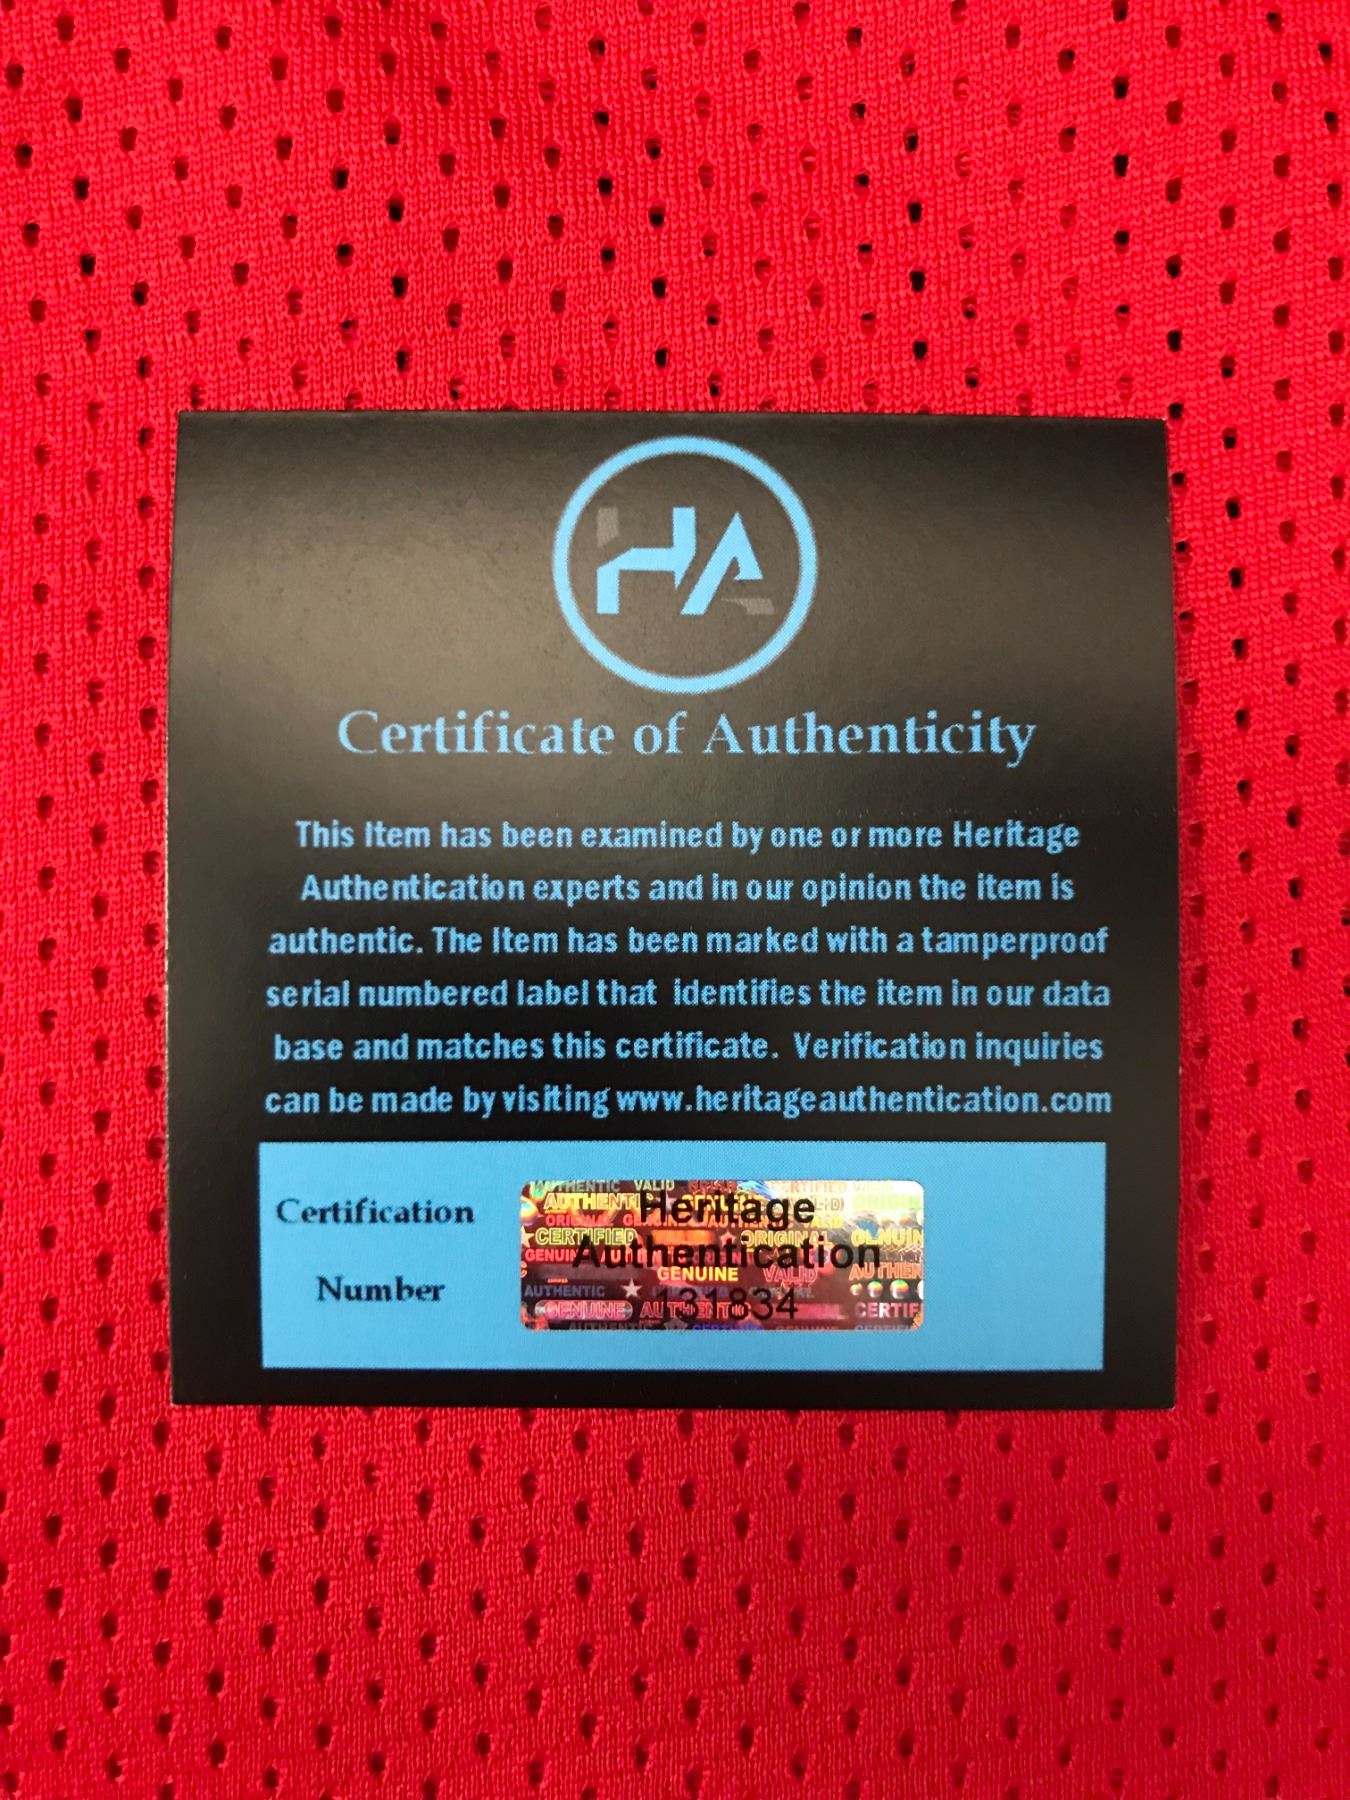 HA
Certificate of Authenticity
This Item has been examined by one or more Heritage
Authentication experts and in our opinion the item is
authentic. The Item has been marked with a tamperproof
serial numbered label that identifies the item in our data
base and matches this certificate. Verification inquiries
can be made by visiting www.heritageauthentication.com
Certification
Number
Heritage
Authentication
131834